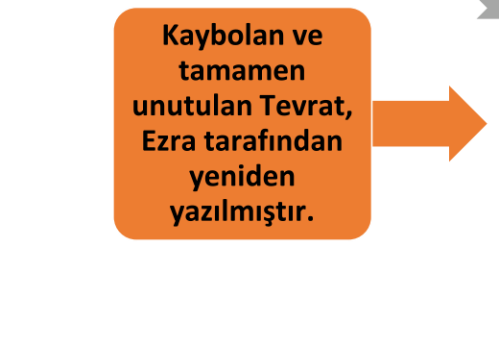 Kaybolan ve
tamamen
unutulan Tevrat,
Ezra tarafından
yeniden
yazılmıştır.